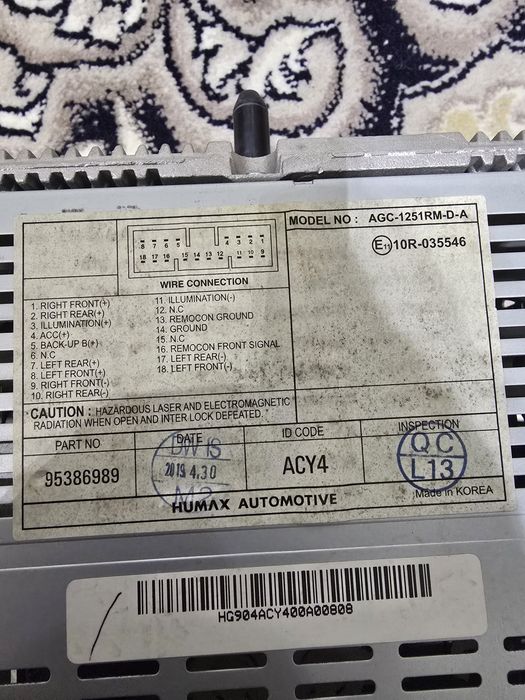 MODEL NO : AGC-1251RM-D-A
E11 10R-035546
8 7 6 5 4 3 2 1
18 17 16 15 14 13 12 11 10 9
WIRE CONNECTION
1. RIGHT FRONT(+)
2. RIGHT REAR(+)
3. ILLUMINATION(+)
4. ACC(+)
5. BACK-UP B(+)
6. N.C
7. LEFT REAR(+)
8. LEFT FRONT(+)
9. RIGHT FRONT(-)
10. RIGHT REAR(-)
11. ILLUMINATION(-)
12. N.C
13. REMOCON GROUND
14. GROUND
15. N.C
16. REMOCON FRONT SIGNAL
17. LEFT REAR(-)
18. LEFT FRONT(-)
CAUTION : HAZARDOUS LASER AND ELECTROMAGNETIC
RADIATION WHEN OPEN AND INTER LOCK DEFEATED.
PART NO DATE ID CODE INSPECTION
95386989
DW IS
2019 4.30
ACY4
QC
L13
Made in KOREA
HUMAX AUTOMOTIVE
HG904ACY400A00808